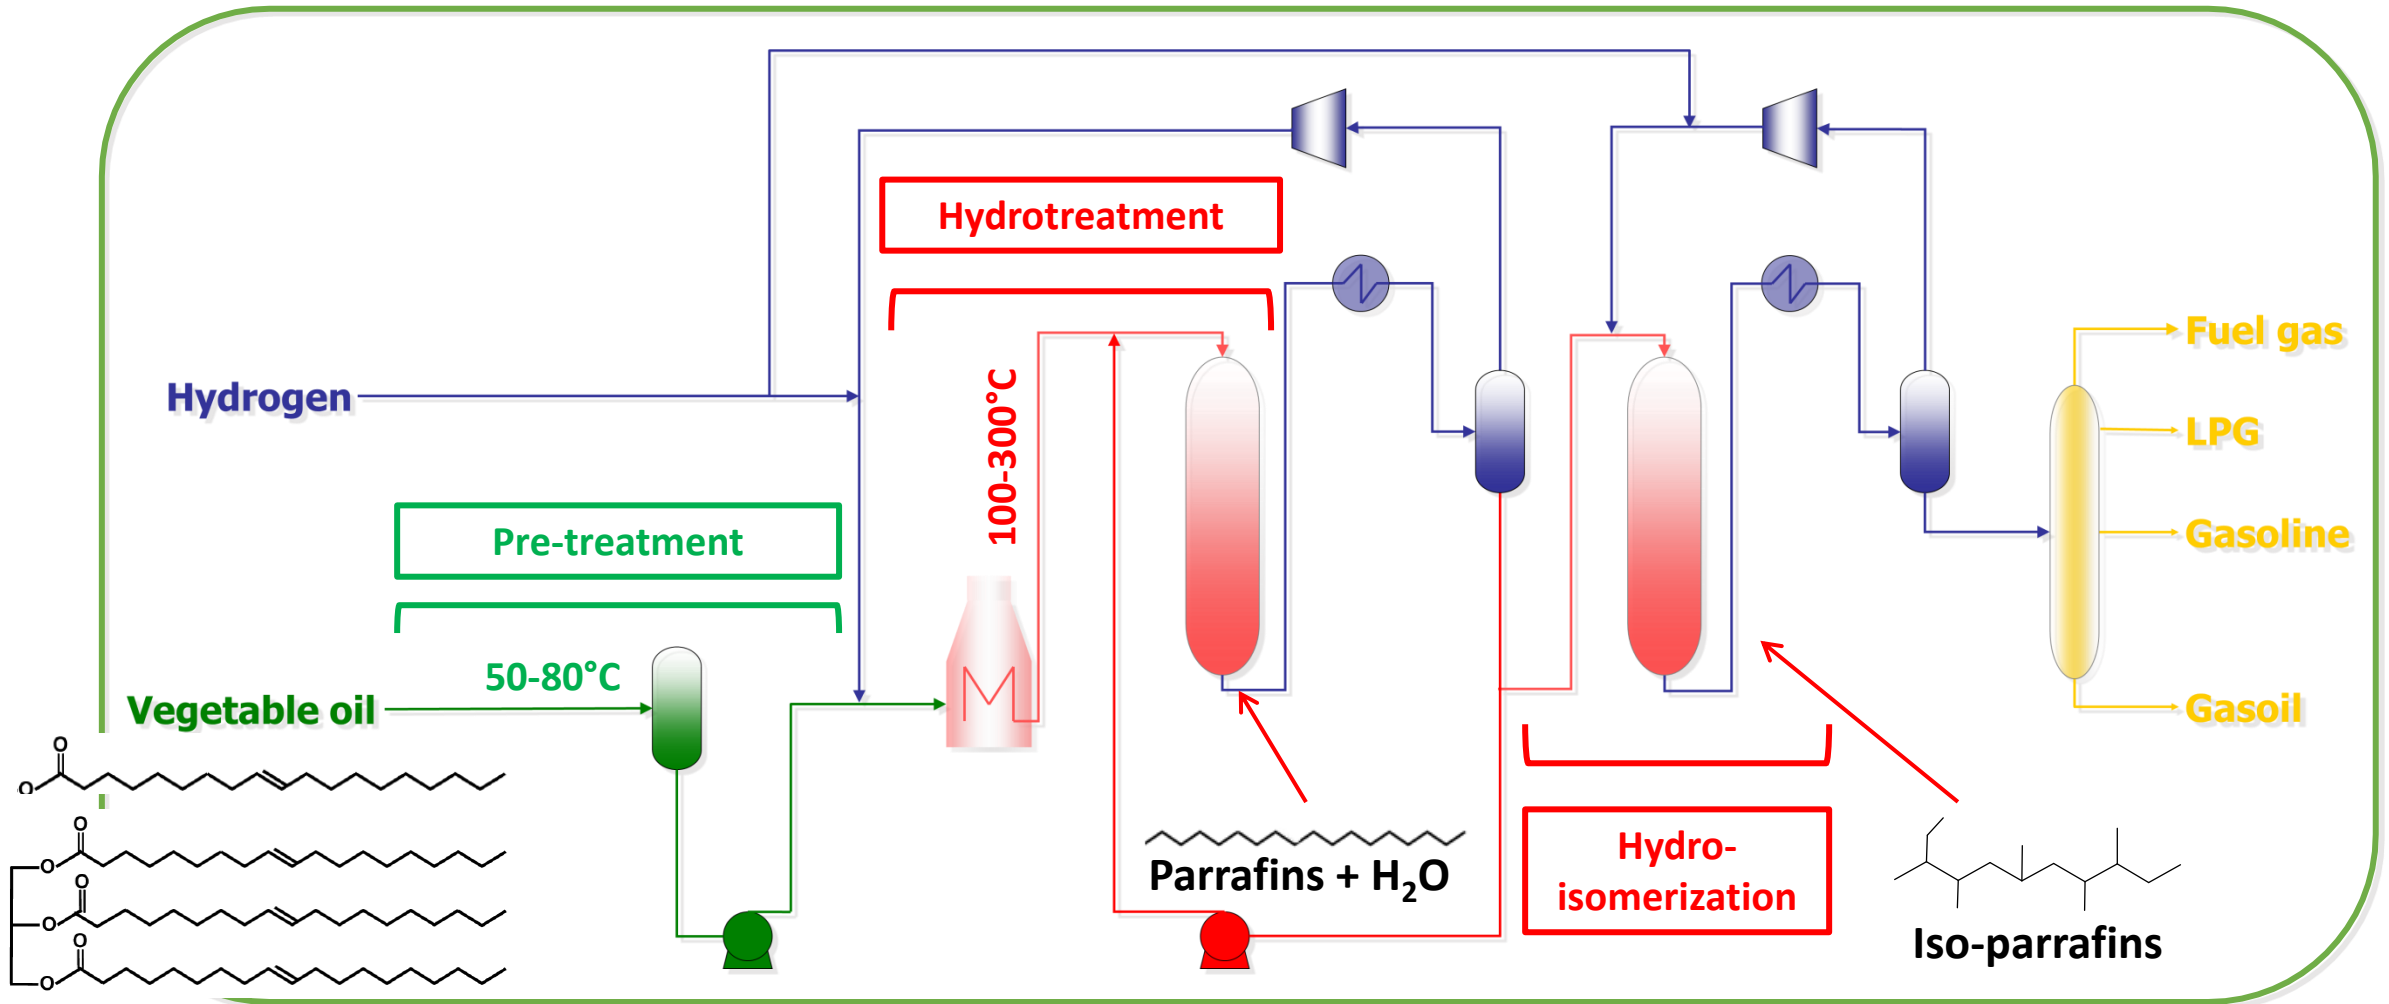 Hydrotreatment
Hydrogen
100-300°C
Fuel gas
LPG
Pre-treatment
Gasoline
50-80°C
Vegetable oil
Gasoil
O
O
O
O
O
O
O
O
Parrafins + H₂O
Hydro-
isomerization
Iso-parrafins